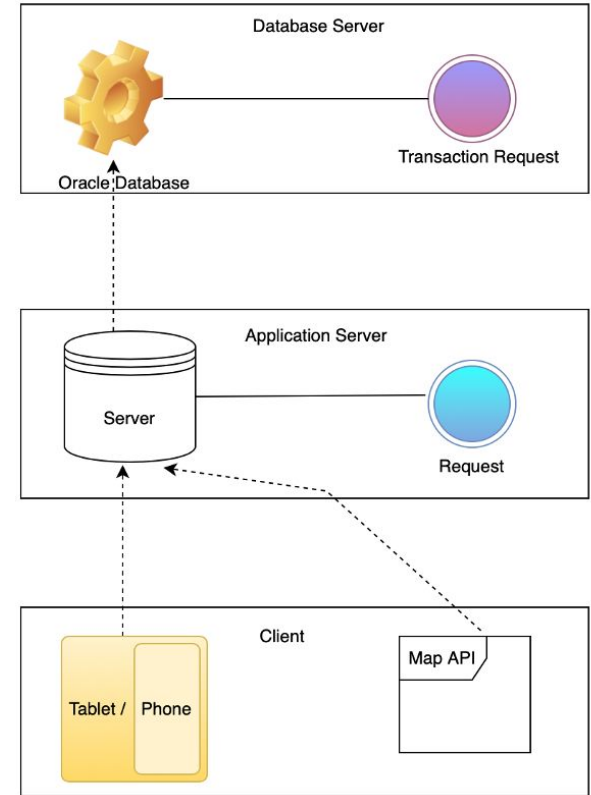 Database Server
Transaction Request
Oracle Database
Application Server
Server
Request
Client
Map API
Tablet / Phone